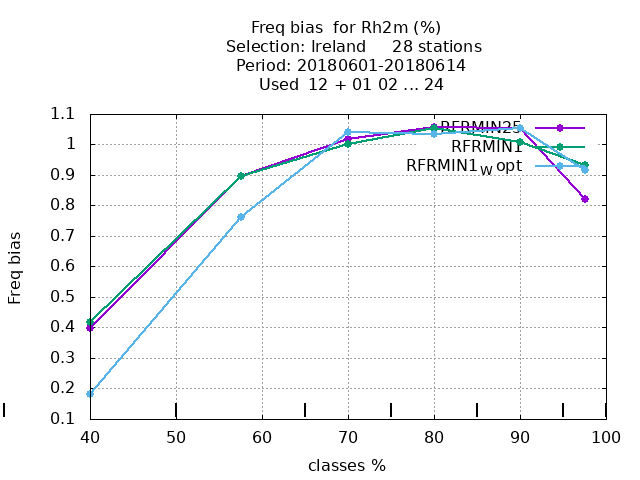 Freq bias  for Rh2m (%)
Selection: Ireland     28 stations
Period: 20180601-20180614
Used  12 + 01 02 ... 24
1.1
1
0.9
0.8
0.7
0.6
0.5
0.4
0.3
0.2
0.1
Freq bias
RFRMIN25
RFRMIN1
RFRMIN1W opt
40 50 60 70 80 90 100
classes %